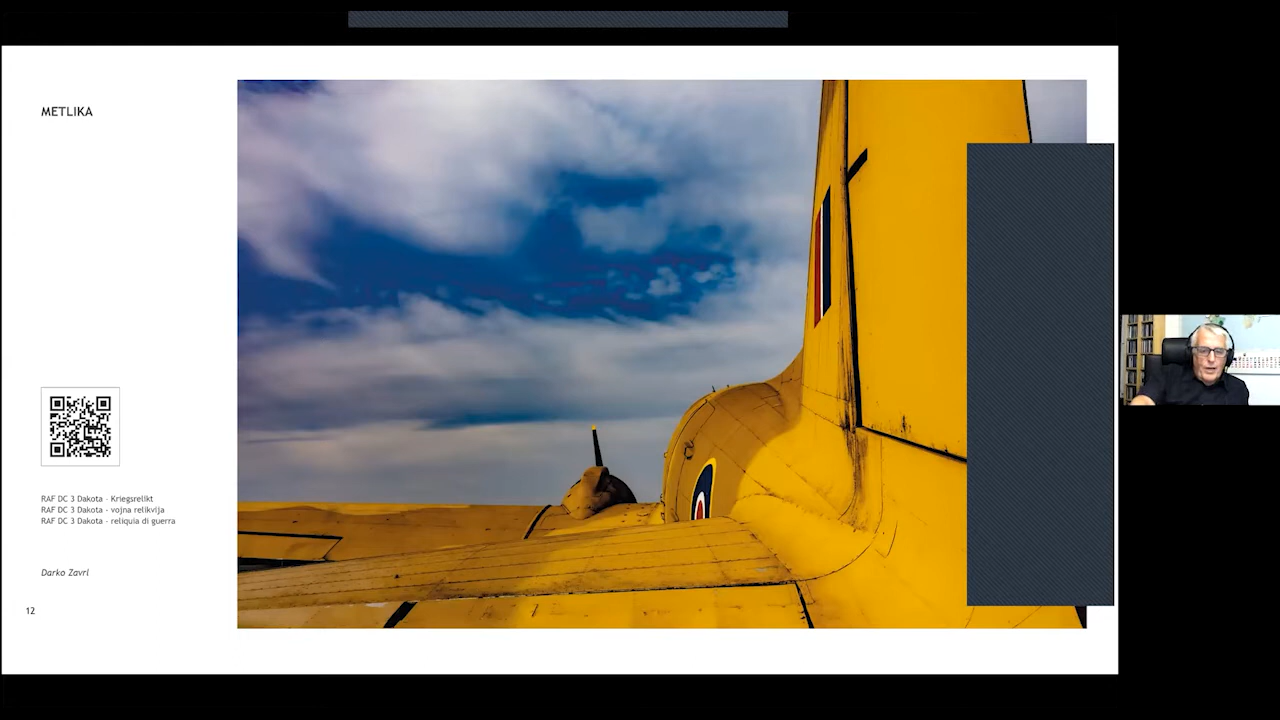 METLIKA
RAF DC 3 Dakota - Kriegsrelikt
RAF DC 3 Dakota - vojna relikvija
RAF DC 3 Dakota - reliquia di guerra
Darko Zavrl
12